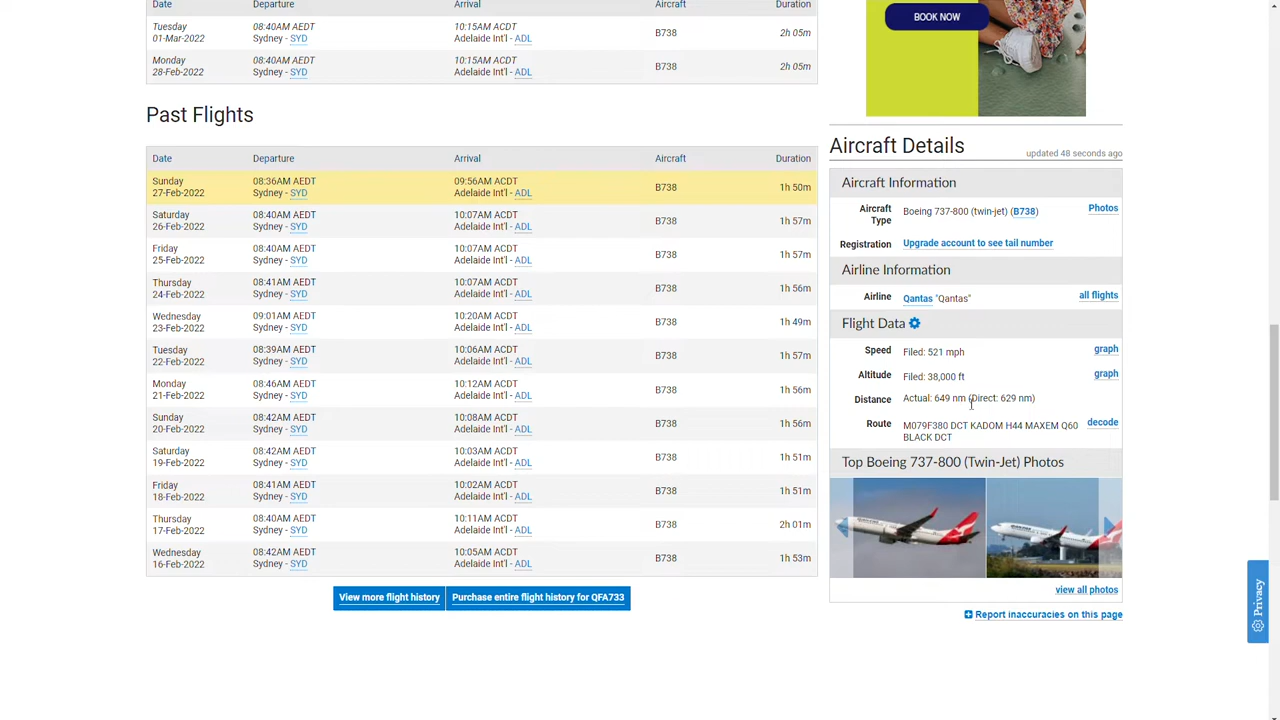 Date Departure Arrival Aircraft Duration
Tuesday 08:40AM AEDT 10:15AM ACDT
01-Mar-2022 Sydney - SYD Adelaide Int'l - ADL B738 2h 05m
Monday 08:40AM AEDT 10:15AM ACDT
28-Feb-2022 Sydney - SYD Adelaide Int'l - ADL B738 2h 05m
Past Flights
Date Departure Arrival Aircraft Duration
Sunday 08:36AM AEDT 09:56AM ACDT
27-Feb-2022 Sydney - SYD Adelaide Int'l - ADL B738 1h 50m
Saturday 08:40AM AEDT 10:07AM ACDT
26-Feb-2022 Sydney - SYD Adelaide Int'l - ADL B738 1h 57m
Friday 08:40AM AEDT 10:07AM ACDT
25-Feb-2022 Sydney - SYD Adelaide Int'l - ADL B738 1h 57m
Thursday 08:41AM AEDT 10:07AM ACDT
24-Feb-2022 Sydney - SYD Adelaide Int'l - ADL B738 1h 56m
Wednesday 09:01AM AEDT 10:20AM ACDT
23-Feb-2022 Sydney - SYD Adelaide Int'l - ADL B738 1h 49m
Tuesday 08:39AM AEDT 10:06AM ACDT
22-Feb-2022 Sydney - SYD Adelaide Int'l - ADL B738 1h 57m
Monday 08:46AM AEDT 10:12AM ACDT
21-Feb-2022 Sydney - SYD Adelaide Int'l - ADL B738 1h 56m
Sunday 08:42AM AEDT 10:08AM ACDT
20-Feb-2022 Sydney - SYD Adelaide Int'l - ADL B738 1h 56m
Saturday 08:42AM AEDT 10:03AM ACDT
19-Feb-2022 Sydney - SYD Adelaide Int'l - ADL B738 1h 51m
Friday 08:41AM AEDT 10:02AM ACDT
18-Feb-2022 Sydney - SYD Adelaide Int'l - ADL B738 1h 51m
Thursday 08:40AM AEDT 10:11AM ACDT
17-Feb-2022 Sydney - SYD Adelaide Int'l - ADL B738 2h 01m
Wednesday 08:42AM AEDT 10:05AM ACDT
16-Feb-2022 Sydney - SYD Adelaide Int'l - ADL B738 1h 53m
View more flight history Purchase entire flight history for QFA733
BOOK NOW
Aircraft Details updated 48 seconds ago
Aircraft Information
Aircraft Type Boeing 737-800 (twin-jet) (B738) Photos
Registration Upgrade account to see tail number
Airline Information
Airline Qantas "Qantas" all flights
Flight Data
Speed Filed: 521 mph graph
Altitude Filed: 38,000 ft graph
Distance Actual: 649 nm (Direct: 629 nm)
Route M079F380 DCT KADOM H44 MAXEM Q60 decode
BLACK DCT
Top Boeing 737-800 (Twin-Jet) Photos
view all photos
Report inaccuracies on this page
Privacy